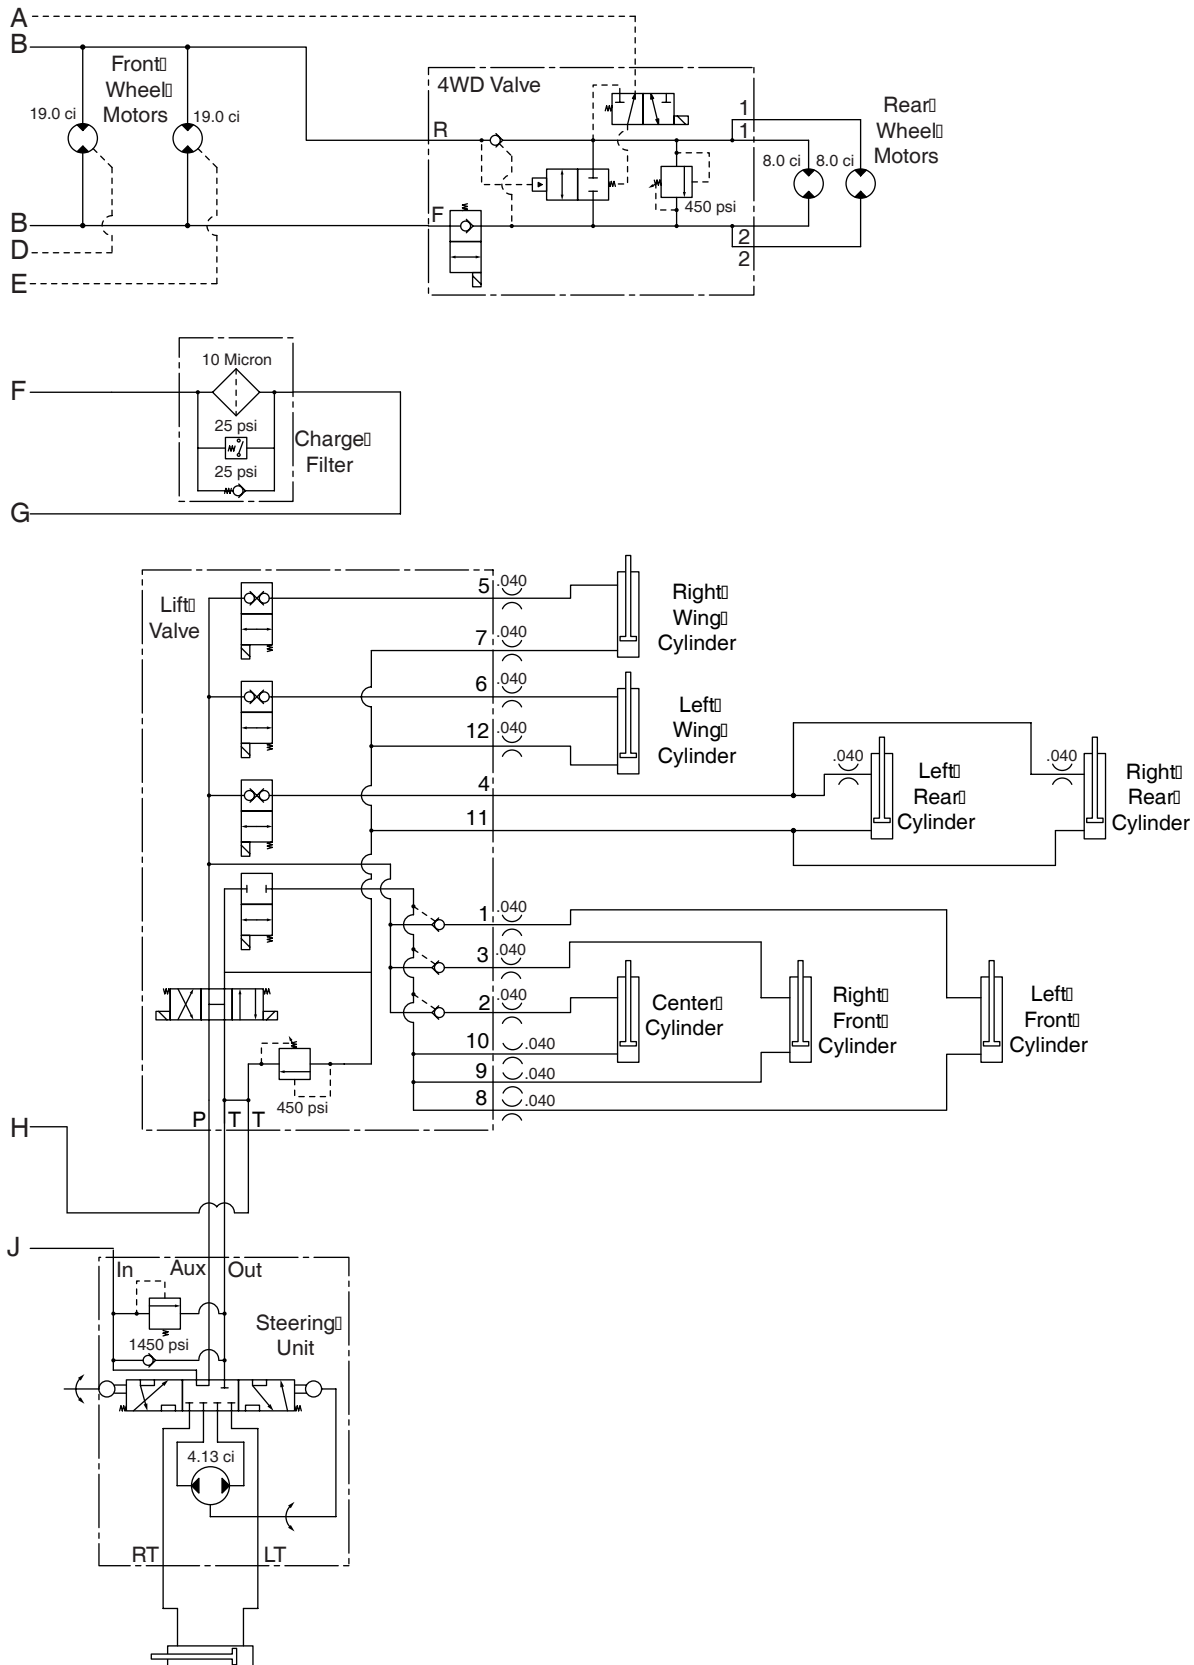 A
B
Front
Wheel
Motors
19.0 ci
19.0 ci
B
D
E
4WD Valve
R
F
450 psi
1
1
2
2
Rear
Wheel
Motors
8.0 ci
8.0 ci
F
10 Micron
25 psi
25 psi
Charge
Filter
G
Lift
Valve
5
.040
7
.040
6
.040
12
.040
4
11
1
.040
3
.040
2
.040
10
.040
9
.040
8
.040
Right
Wing
Cylinder
Left
Wing
Cylinder
.040
Left
Rear
Cylinder
.040
Right
Rear
Cylinder
Center
Cylinder
Right
Front
Cylinder
Left
Front
Cylinder
450 psi
P
T
T
H
J
In
Aux
Out
Steering
Unit
1450 psi
4.13 ci
RT
LT